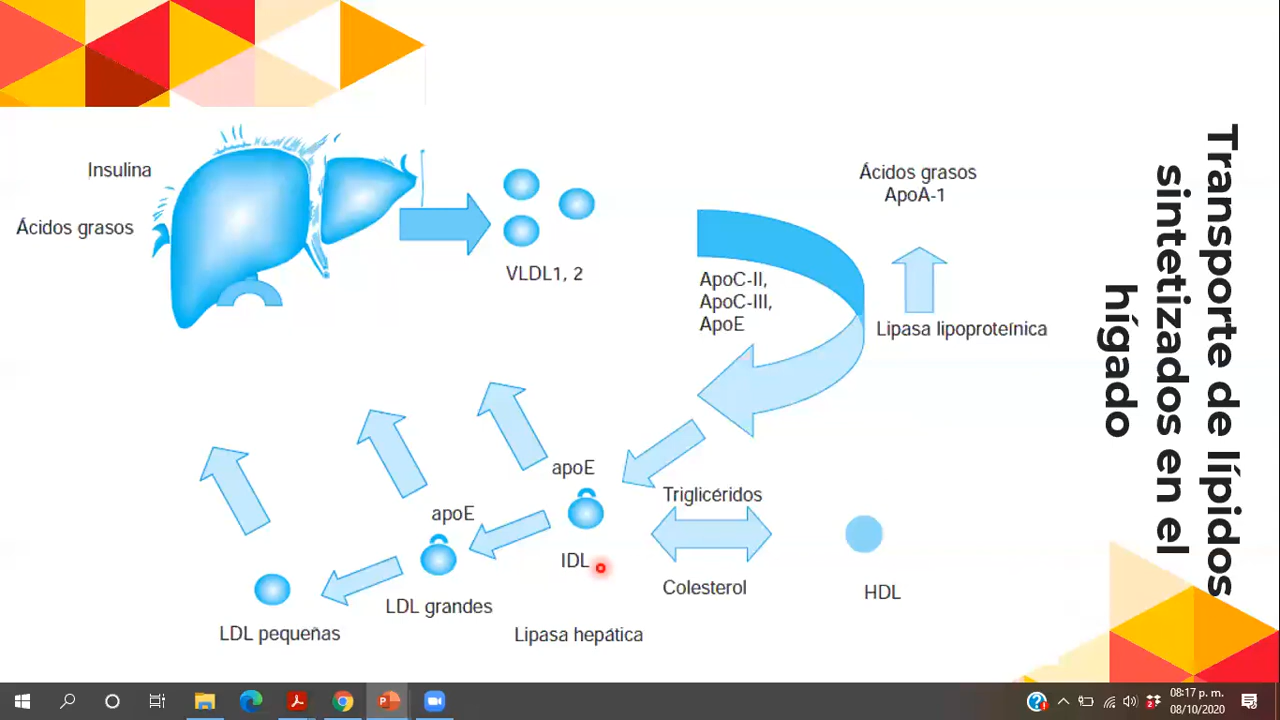 Transporte de lípidos
sintetizados en el
hígado
Insulina
Ácidos grasos
VLDL1, 2
ApoC-II,
ApoC-III,
ApoE
Ácidos grasos
ApoA-1
Lipasa lipoproteínica
apoE
Triglicéridos
apoE
IDL
Colesterol
HDL
LDL grandes
LDL pequeñas
Lipasa hepática
08:17 p. m.
08/10/2020